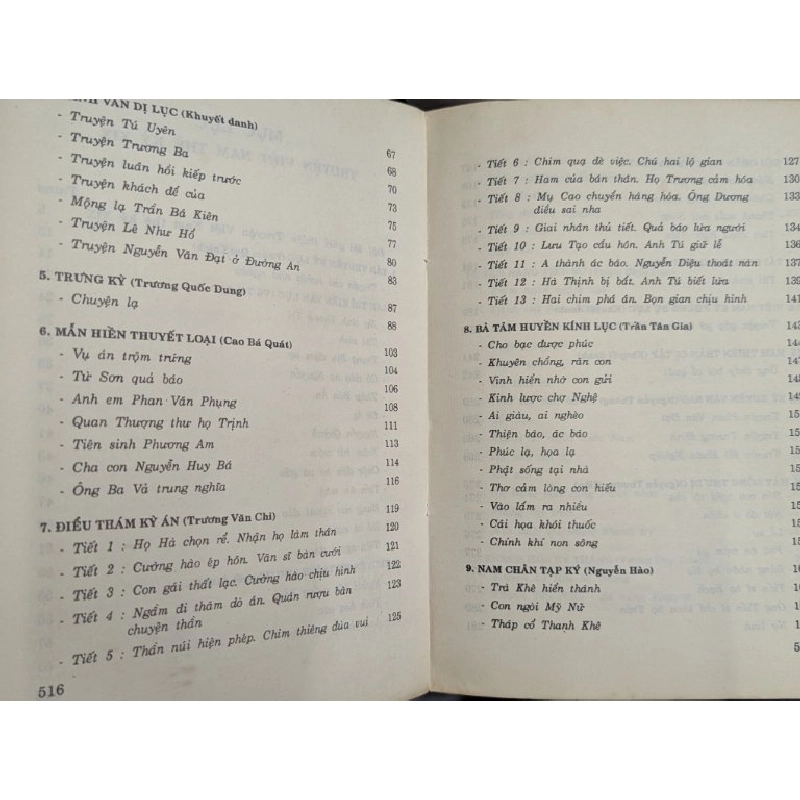 VĂN DỊ LỤC (Khuyết danh)
- Truyện Tú Uyên
- Truyện Trương Ba 67
- Truyện luân hồi kiếp trước 68
- Truyện khách để của 70
- Mộng lạ Trần Bá Kiên 73
- Truyện Lê Như Hổ 75
- Truyện Nguyễn Văn Đạt ở Đường An 77
80
5. TRƯNG KỲ (Trương Quốc Dung) 83
- Chuyện lạ 87
6. MẪN HIÊN THUYẾT LOẠI (Cao Bá Quát) 88
- Vụ án trộm trứng 103
- Từ Sơn quả báo 104
- Anh em Phan Văn Phụng 106
- Quan Thượng thư họ Trịnh 108
- Tiên sinh Phương Am 111
- Cha con Nguyễn Huy Bá 113
- Ông Ba Vả trung nghĩa 114
116
7. ĐIỂU THÁM KỲ ÁN (Trương Văn Chi) 119
- Tiết 1 : Họ Hà chọn rể. Nhận họ làm thần 120
- Tiết 2 : Cường hào ép hôn. Văn sĩ bàn cưới 121
- Tiết 3 : Con gái thất lạc. Cường hào chịu hình 122
- Tiết 4 : Ngầm đi thăm dò án. Quán rượu bàn 123
chuyện thần
- Tiết 5 : Thần núi hiện phép. Chim thiêng đùa vui 125
516
- Tiết 6 : Chim quạ dè việc. Chú hai lộ gian 127
- Tiết 7 : Ham của bán thần. Họ Trương cảm hóa 130
- Tiết 8 : Mụ Cao chuyển hàng hóa. Ông Dương 133
điều sai nha
- Tiết 9 : Giai nhân thủ tiết. Quả báo lừa người 134
- Tiết 10 : Lưu Tạo cầu hôn. Anh Tú giữ lễ
- Tiết 11 : A thành ác báo. Nguyễn Diệu thoát nạn
- Tiết 12 : Hà Thịnh bị bắt. Anh Tú biết lừa
- Tiết 13 : Hai chim phá án. Bọn gian chịu hình 141
8. BẢ TÂM HUYỀN KÍNH LỤC (Trần Tân Gia) 143
- Cho bạc được phúc
- Khuyên chồng, răn con
- Vinh hiển nhờ con gửi
- Kinh lược chợ Nghệ
- Ai giàu, ai nghèo
- Thiện báo, ác báo
- Phúc lạ, họa lạ
- Phật sống tại nhà
- Thơ cảm lòng con hiếu
- Vào lắm ra nhiều
- Cái họa khói thuốc
- Chính khí non sông
9. NAM CHÂN TẠP KÝ (Nguyễn Hào)
- Trà Khê hiển thánh
- Con ngòi Mỹ Nữ
- Tháp cổ Thanh Khê